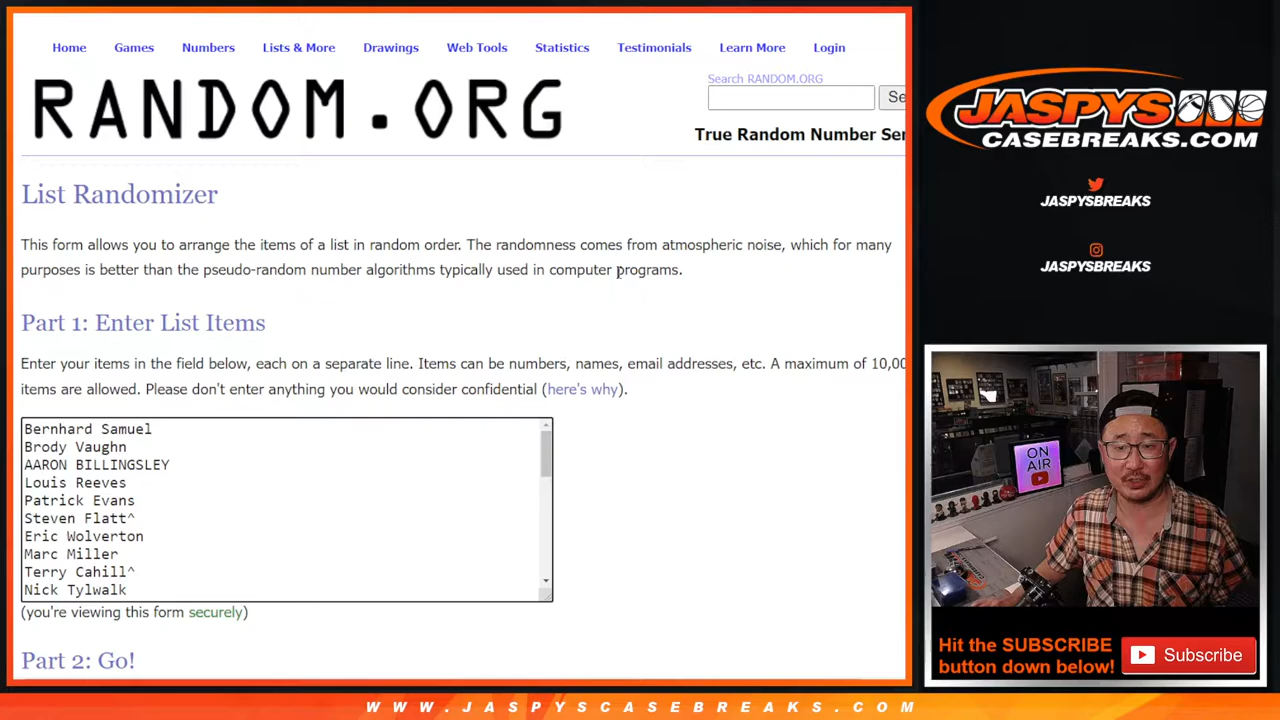 Home Games Numbers Lists & More Drawings Web Tools Statistics Testimonials Learn More Login
RANDOM.ORG
Search RANDOM.ORG
Se
True Random Number Ser
List Randomizer
This form allows you to arrange the items of a list in random order. The randomness comes from atmospheric noise, which for many
purposes is better than the pseudo-random number algorithms typically used in computer programs.
Part 1: Enter List Items
Enter your items in the field below, each on a separate line. Items can be numbers, names, email addresses, etc. A maximum of 10,00
items are allowed. Please don't enter anything you would consider confidential (here's why).
Bernhard Samuel
Brody Vaughn
AARON BILLINGSLEY
Louis Reeves
Patrick Evans
Steven Flatt^
Eric Wolverton
Marc Miller
Terry Cahill^
Nick Tylwalk
(you're viewing this form securely)
Part 2: Go!
JASPYS
CASEBREAKS.COM
JASPYSBREAKS
JASPYSBREAKS
ON
AIR
Hit the SUBSCRIBE
button down below!
Subscribe
WWW.JASPYSCASEBREAKS.COM